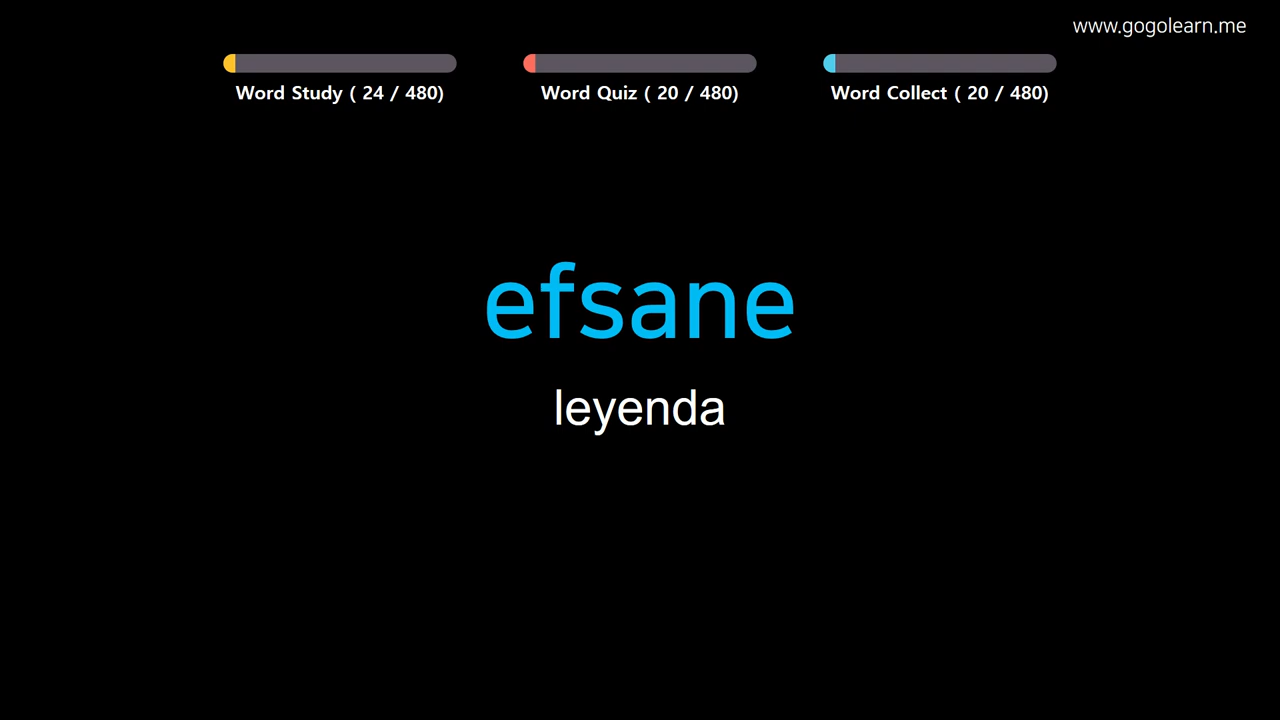 www.gogolearn.me
Word Study ( 24 / 480)
Word Quiz ( 20 / 480)
Word Collect ( 20 / 480)
efsane
leyenda